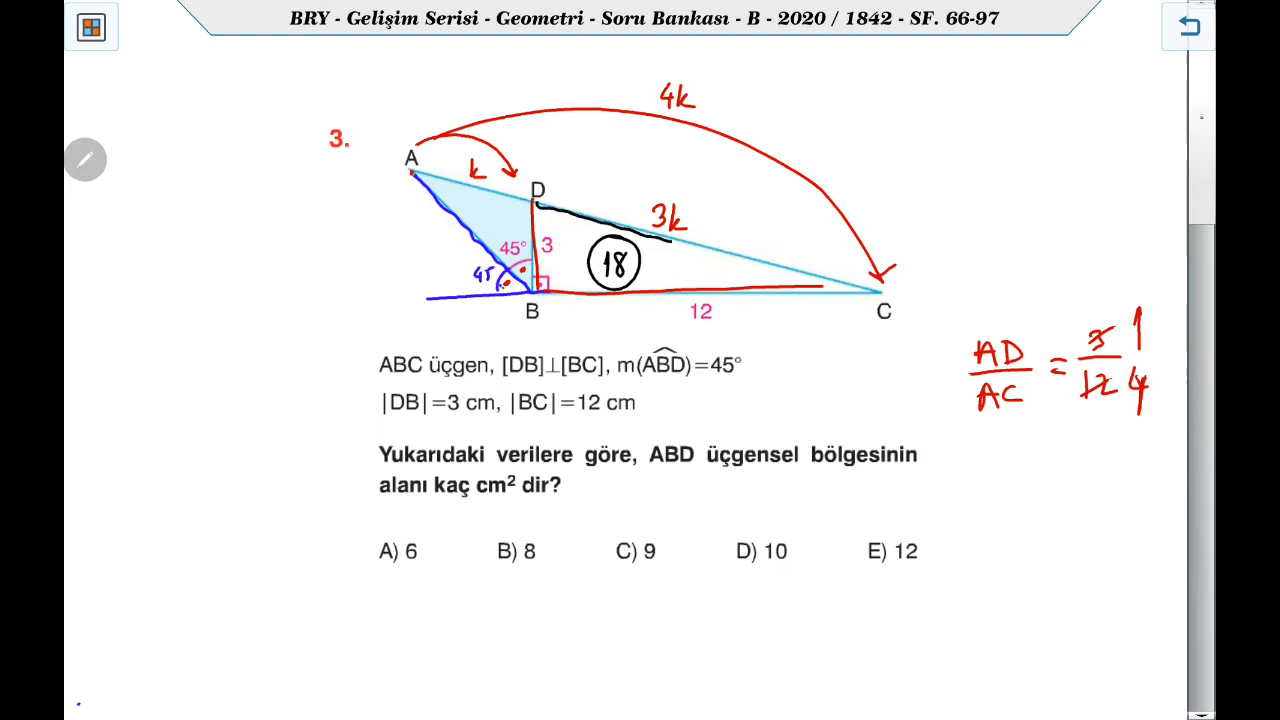 BRY - Gelişim Serisi - Geometri - Soru Bankası - B - 2020 / 1842 - SF. 66-97
4k
3.
A
k
D
3k
45° 3
18
45
B
12
C
AD/AC = 3/12 1/4
ABC üçgen, [DB]⊥[BC], m(ABD)=45°
|DB|=3 cm, |BC|=12 cm
Yukarıdaki verilere göre, ABD üçgensel bölgesinin
alanı kaç cm² dir?
A) 6 B) 8 C) 9 D) 10 E) 12